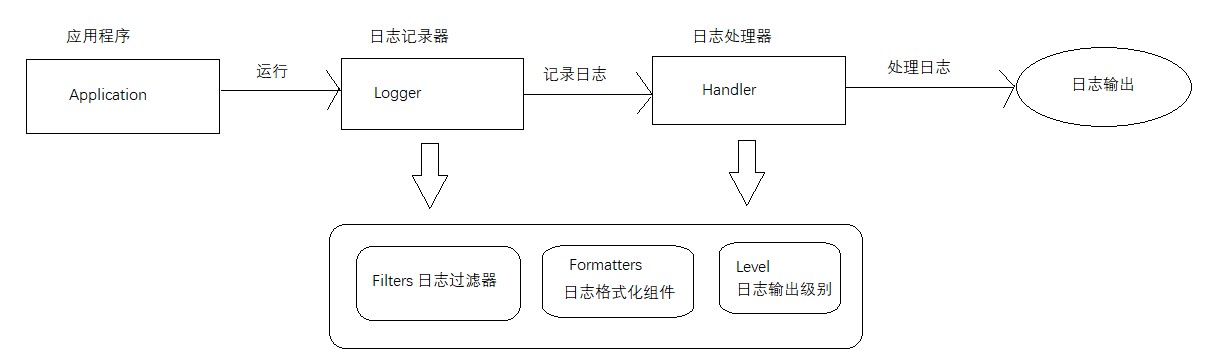 应用程序
日志记录器
日志处理器
运行
记录日志
处理日志
Application
Logger
Handler
日志输出
Filters 日志过滤器
Formatters
日志格式化组件
Level
日志输出级别